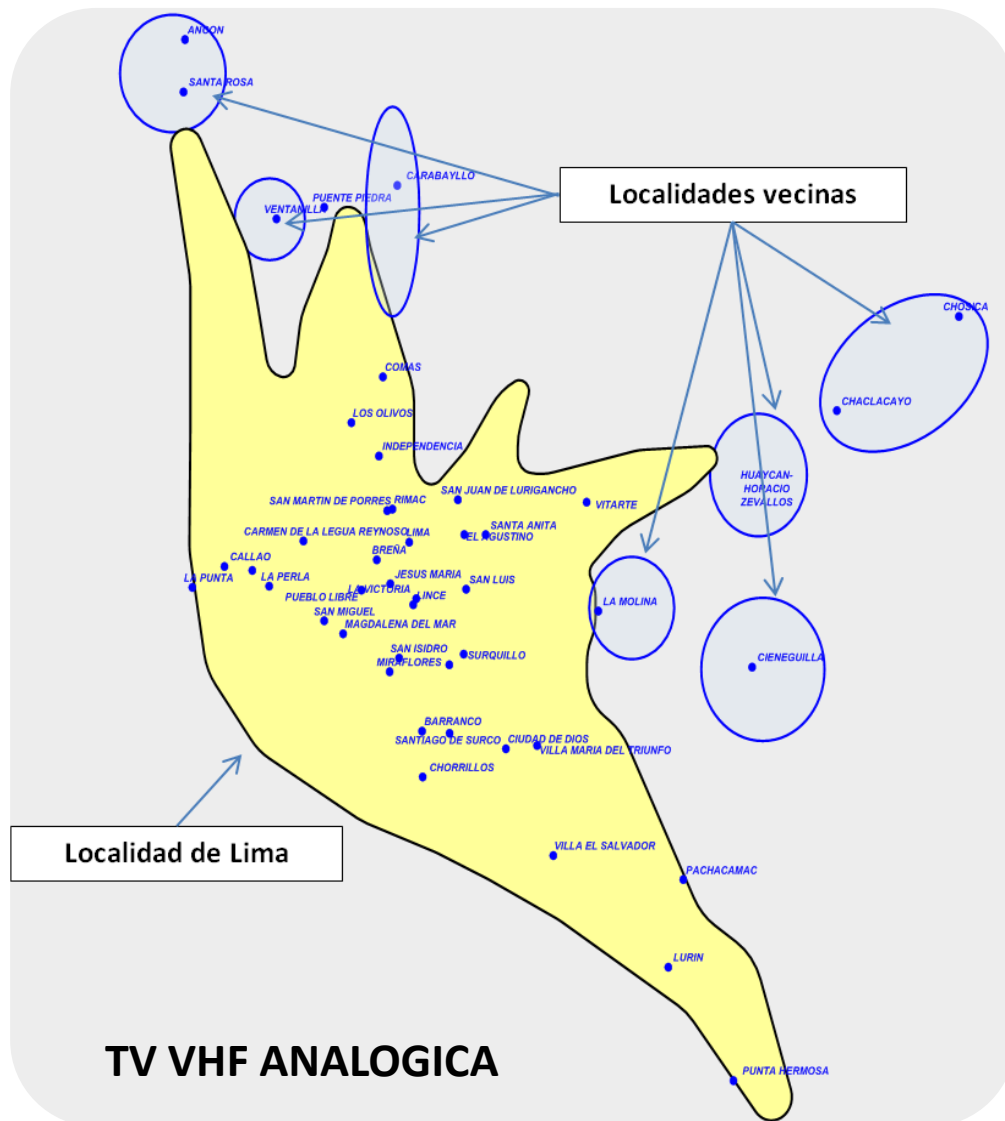 ANCON
SANTA ROSA
CARABAYLLO
Localidades vecinas
PUENTE PIEDRA
VENTANILLA
CHOSICA
COMAS
CHACLACAYO
LOS OLIVOS
INDEPENDENCIA
HUAYCAN-
HORACIO
ZEVALLOS
SAN JUAN DE LURIGANCHO
SAN MARTIN DE PORRES
RIMAC
VITARTE
CARMEN DE LA LEGUA REYNOSO
LIMA
SANTA ANITA
EL AGUSTINO
BREÑA
CALLAO
LA PUNTA
LA PERLA
JESUS MARIA
SAN LUIS
PUEBLO LIBRE
LA VICTORIA
LINCE
LA MOLINA
SAN MIGUEL
MAGDALENA DEL MAR
SAN ISIDRO
SURQUILLO
MIRAFLORES
CIENEGUILLA
BARRANCO
SANTIAGO DE SURCO
CIUDAD DE DIOS
VILLA MARIA DEL TRIUNFO
CHORRILLOS
Localidad de Lima
VILLA EL SALVADOR
PACHACAMAC
LURIN
TV VHF ANALOGICA
PUNTA HERMOSA